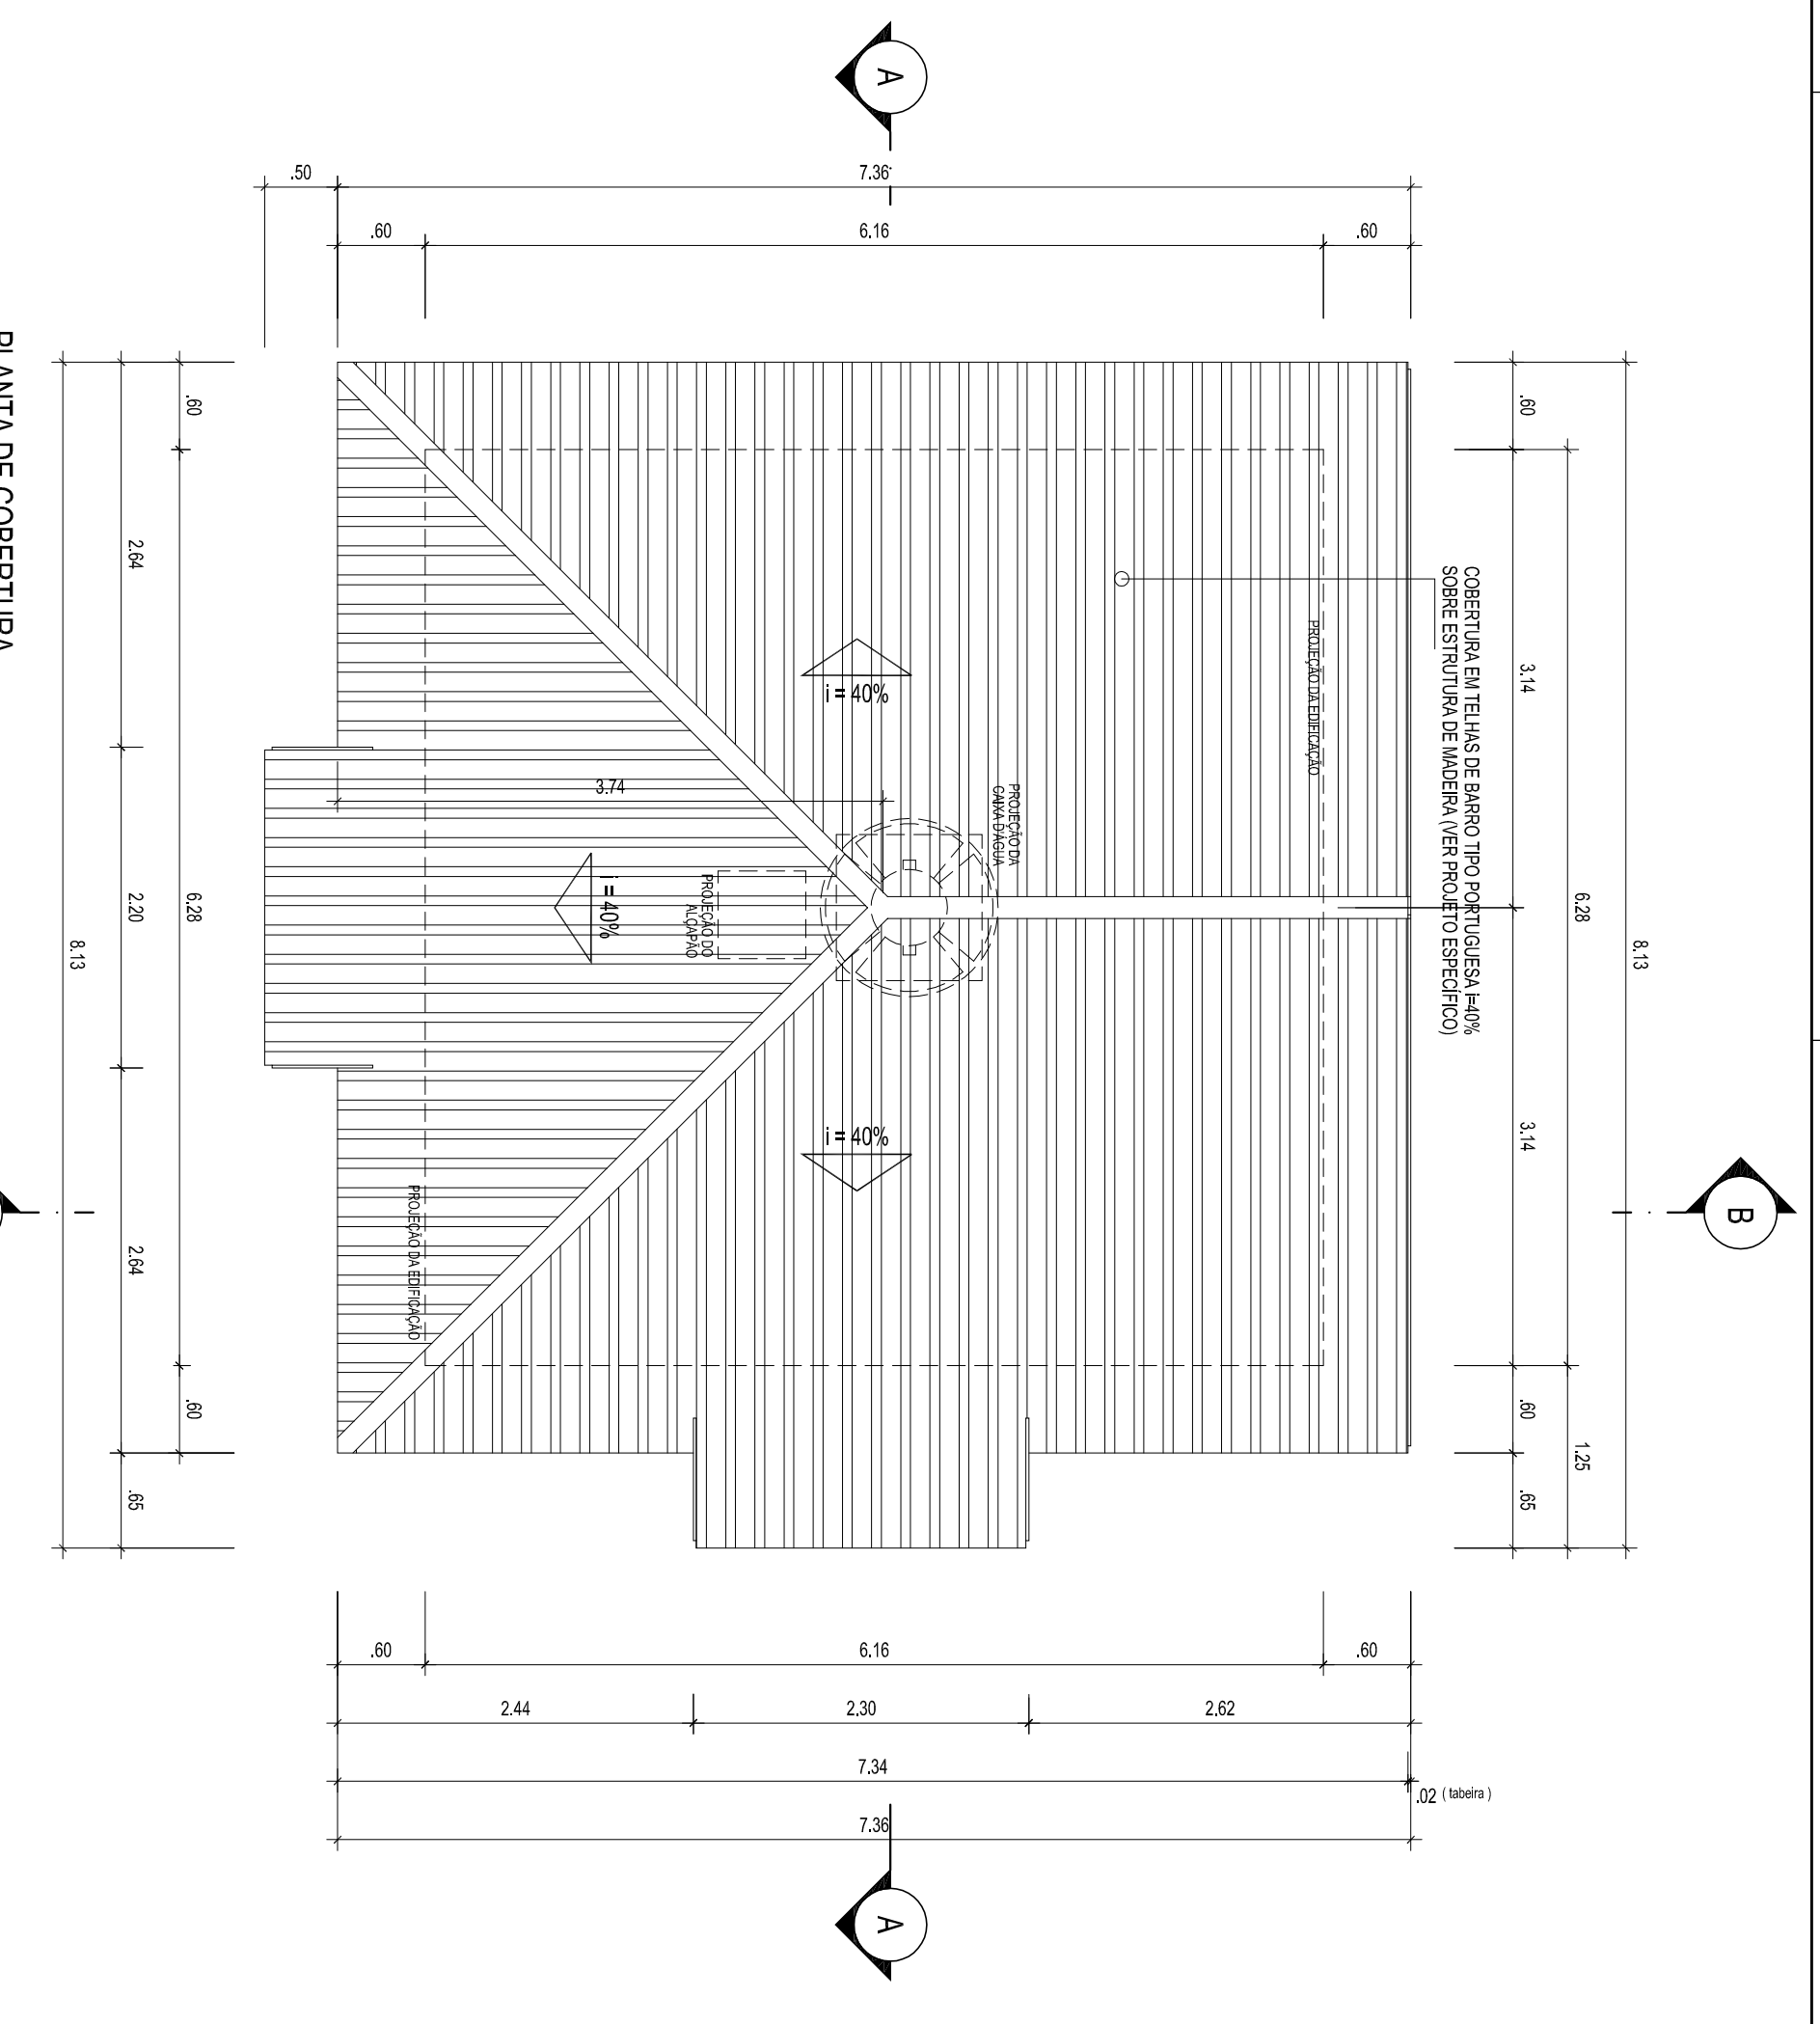 A
.50
7.36
.60
6.16
.60
8.13
6.28
.60
3.14
3.14
.60
.65
1.25
COBERTURA EM TELHAS DE BARRO TIPO PORTUGUESA i=40%
SOBRE ESTRUTURA DE MADEIRA (VER PROJETO ESPECÍFICO)
PROJEÇÃO DA EDIFICAÇÃO
i = 40%
PROJEÇÃO DA
CAIXA D'ÁGUA
3.74
i = 40%
PROJEÇÃO DO
ALÇAPÃO
i = 40%
PROJEÇÃO DA EDIFICAÇÃO
B
.60
6.28
.60
2.64
2.20
2.64
.65
8.13
PLANTA DE COBERTURA
.60
6.16
.60
2.44
2.30
2.62
7.34
.02 ( tabeira )
7.36
A